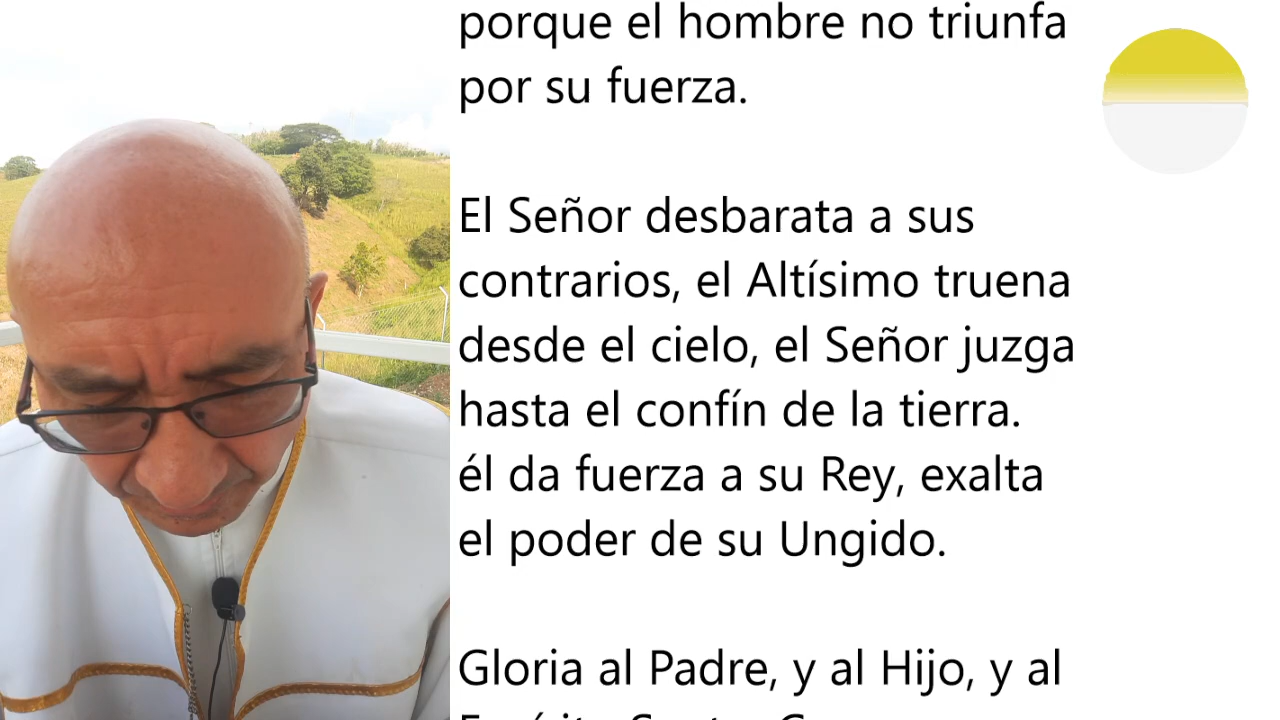 porque el hombre no triunfa
por su fuerza.
El Señor desbarata a sus
contrarios, el Altísimo truena
desde el cielo, el Señor juzga
hasta el confín de la tierra.
él da fuerza a su Rey, exalta
el poder de su Ungido.
Gloria al Padre, y al Hijo, y al